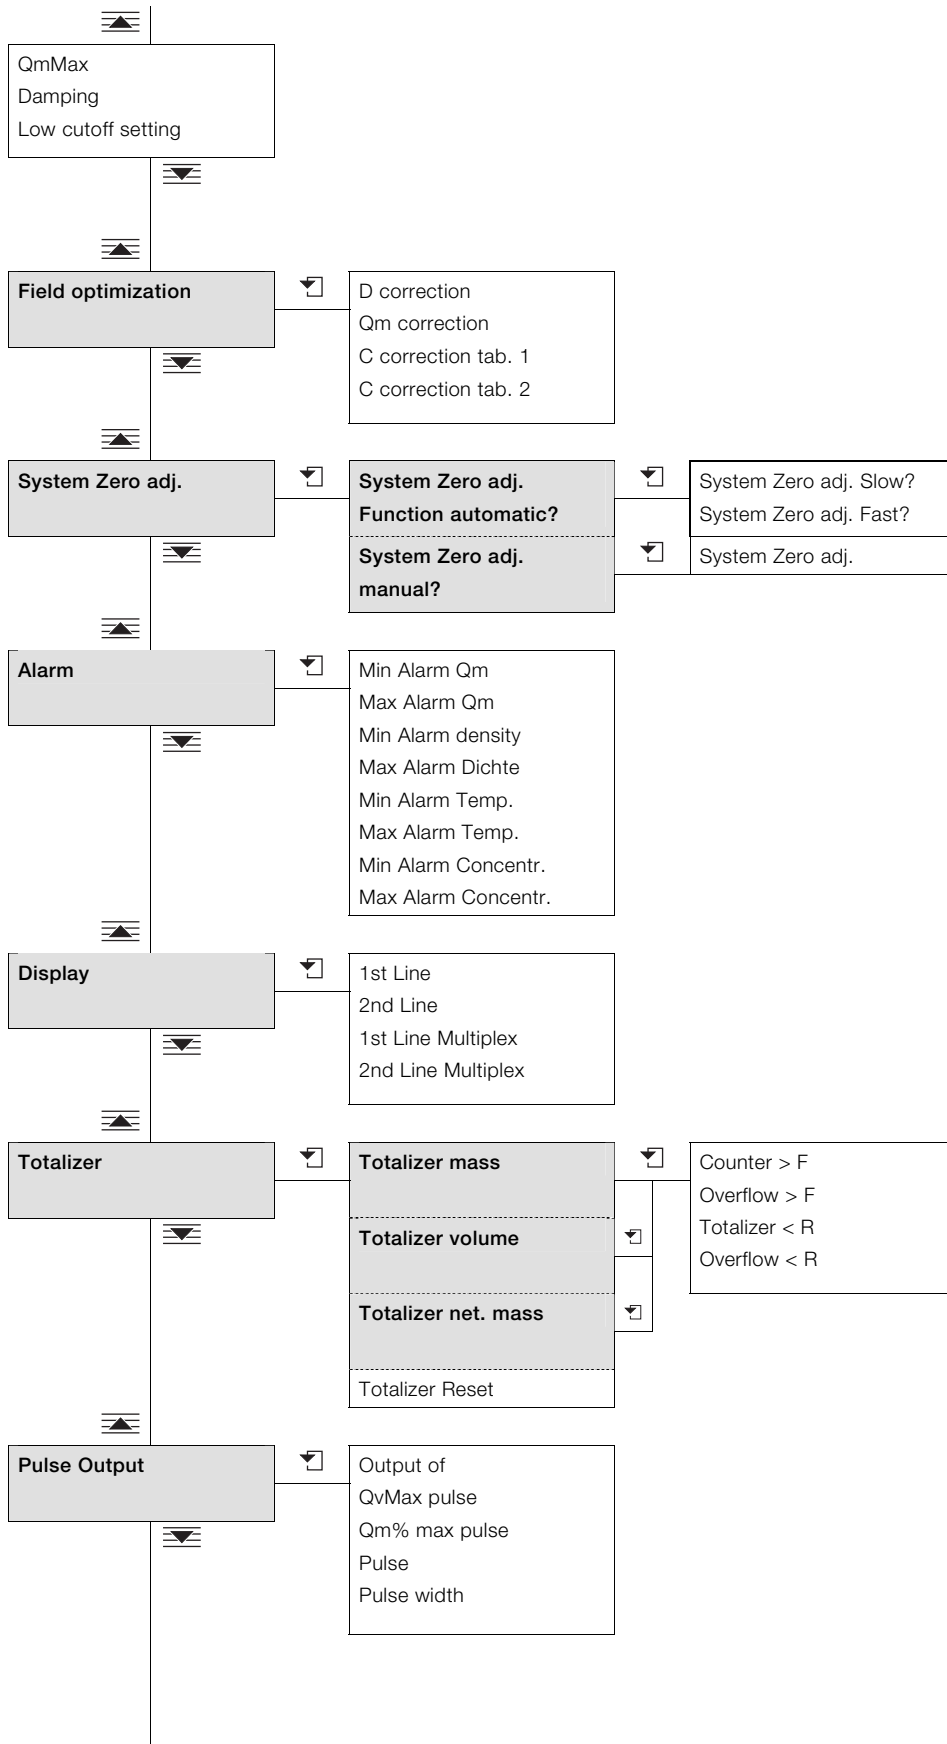 QmMax
Damping
Low cutoff setting
Field optimization
D correction
Qm correction
C correction tab. 1
C correction tab. 2
System Zero adj.
System Zero adj.
Function automatic?
System Zero adj. Slow?
System Zero adj. Fast?
System Zero adj.
manual?
System Zero adj.
Alarm
Min Alarm Qm
Max Alarm Qm
Min Alarm density
Max Alarm Dichte
Min Alarm Temp.
Max Alarm Temp.
Min Alarm Concentr.
Max Alarm Concentr.
Display
1st Line
2nd Line
1st Line Multiplex
2nd Line Multiplex
Totalizer
Totalizer mass
Totalizer volume
Totalizer net. mass
Totalizer Reset
Counter > F
Overflow > F
Totalizer < R
Overflow < R
Pulse Output
Output of
QvMax pulse
Qm% max pulse
Pulse
Pulse width